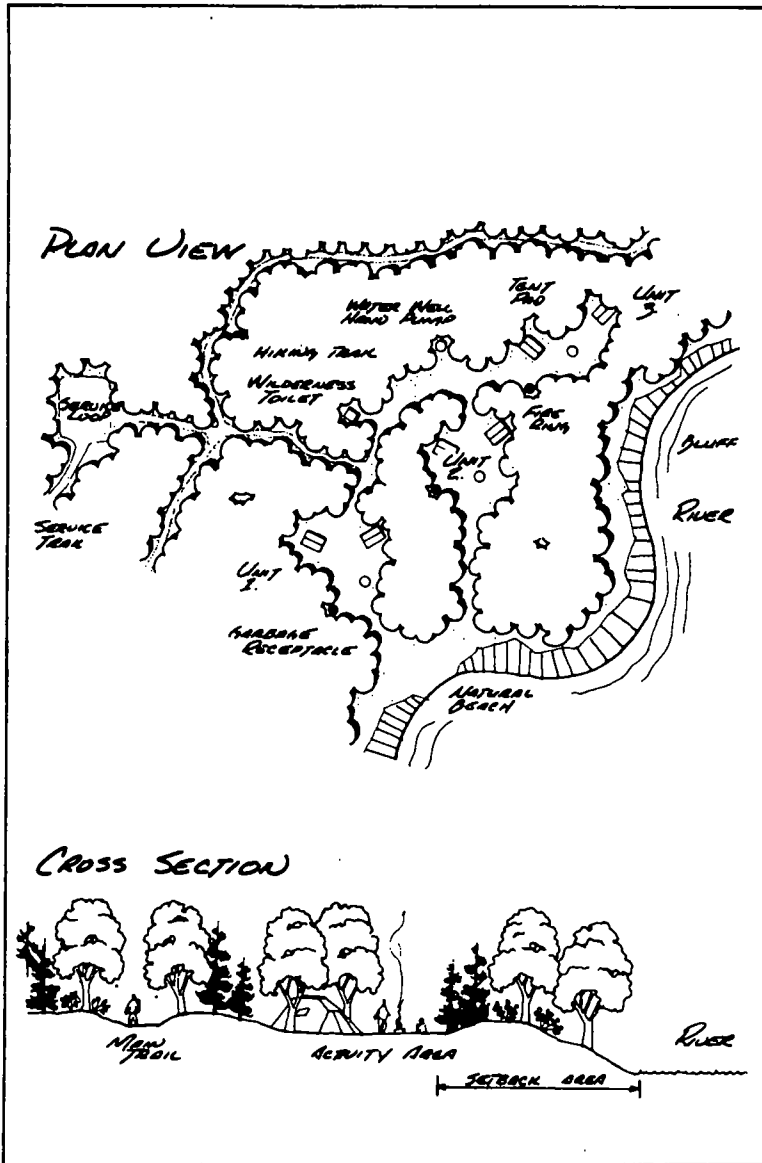 PLAN VIEW
TENT
PAD
UNIT
3.
WATER WELL
HAND PUMP
HIKING TRAIL
WILDERNESS
TOILET
SERVICE
LOOP
FIRE
RING
BLUFF
UNIT
2.
RIVER
SERVICE
TRAIL
UNIT
1.
GARBAGE
RECEPTACLE
NATURAL
BEACH
CROSS SECTION
MAIN
TRAIL
ACTIVITY AREA
RIVER
SETBACK AREA